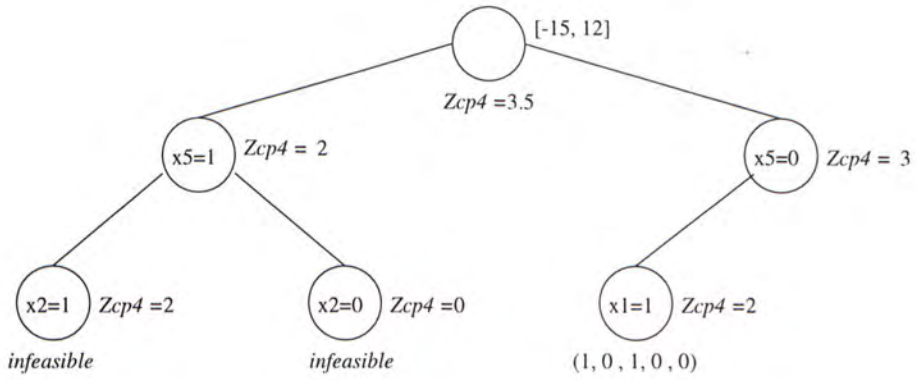 [-15, 12]
Zcp4 =3.5
x5=1 Zcp4 = 2
x5=0 Zcp4 = 3
x2=1 Zcp4 =2
x2=0 Zcp4 =0
x1=1 Zcp4 =2
infeasible
infeasible
(1, 0 , 1, 0 , 0)